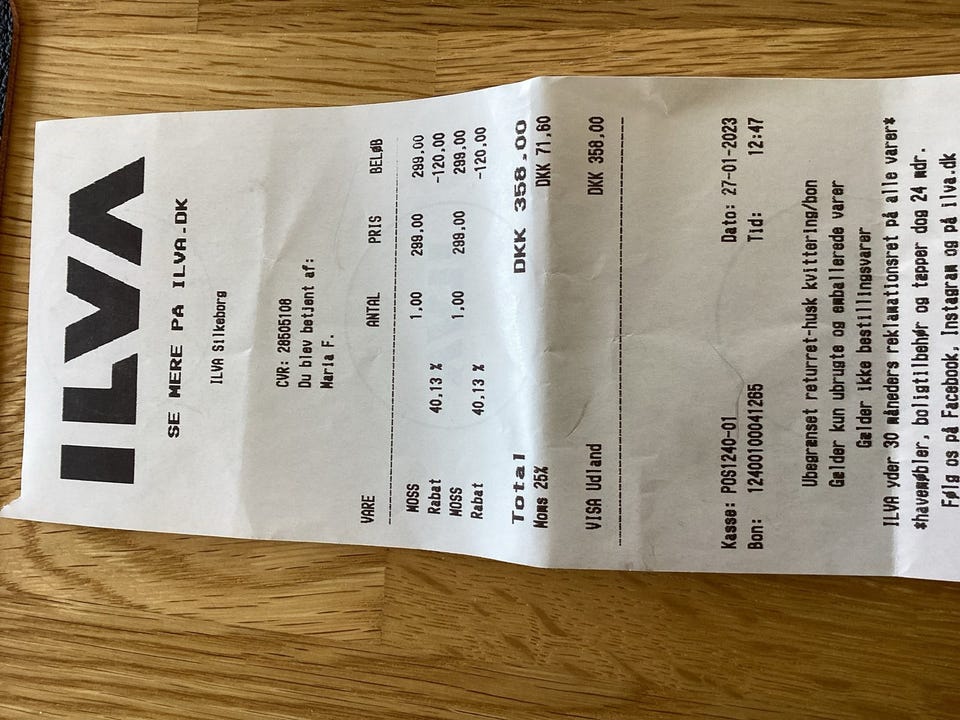 ILVA
SE MERE PÅ ILVA.DK
ILVA Silkeborg
CVR: 28505108
Du blev betjent af:
Maria F.
VARE ANTAL PRIS BELØB
MOSS 1,00 299,00 299,00
Rabat 40,13 % -120,00
MOSS 1,00 299,00 299,00
Rabat 40,13 % -120,00
Total DKK 358.00
Moms 25% DKK 71,60
VISA Udland DKK 358,00
Kasse: POS1240-01 Dato: 27-01-2023
Bon: 12400100041265 Tid: 12:47
Ubegrænset returret-husk kvittering/bon
Gælder kun ubrugte og emballerede varer
Gælder ikke bestillingsvarer
ILVA yder 30 måneders reklamationsret på alle varer*
*havemøbler, boligtilbehør og tæpper dog 24 mdr.
Følg os på Facebook, Instagram og på ilva.dk